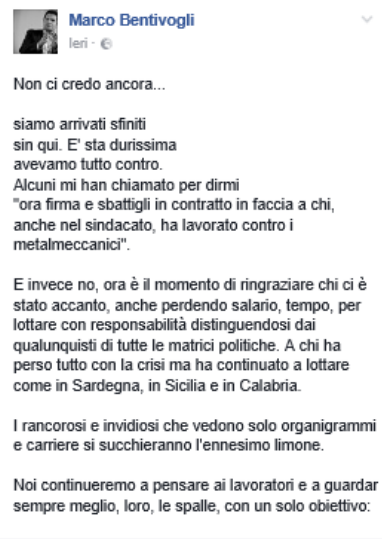 Marco Bentivogli
Ieri ·
Non ci credo ancora...
siamo arrivati sfiniti
sin qui. E' sta durissima
avevamo tutto contro.
Alcuni mi han chiamato per dirmi
"ora firma e sbattigli in contratto in faccia a chi,
anche nel sindacato, ha lavorato contro i
metalmeccanici".
E invece no, ora è il momento di ringraziare chi ci è
stato accanto, anche perdendo salario, tempo, per
lottare con responsabilità distinguendosi dai
qualunquisti di tutte le matrici politiche. A chi ha
perso tutto con la crisi ma ha continuato a lottare
come in Sardegna, in Sicilia e in Calabria.
I rancorosi e invidiosi che vedono solo organigrammi
e carriere si succhieranno l'ennesimo limone.
Noi continueremo a pensare ai lavoratori e a guardar
sempre meglio, loro, le spalle, con un solo obiettivo: